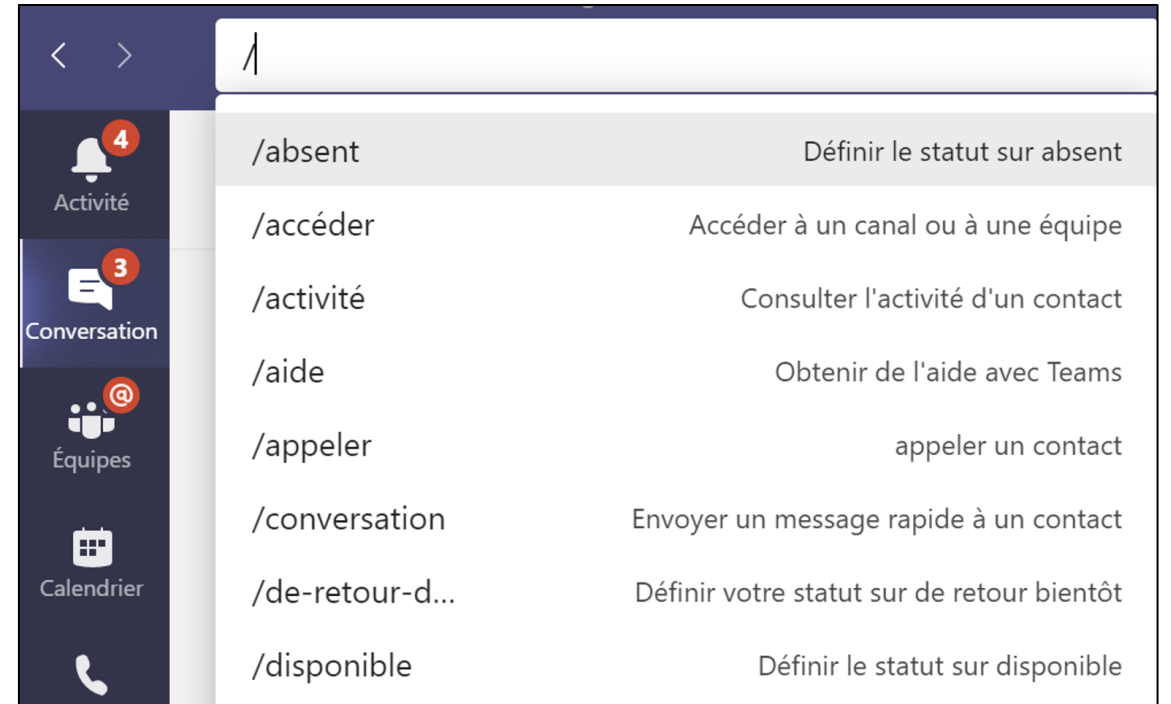 /
/absent Définir le statut sur absent
/accéder Accéder à un canal ou à une équipe
/activité Consulter l'activité d'un contact
/aide Obtenir de l'aide avec Teams
/appeler appeler un contact
/conversation Envoyer un message rapide à un contact
/de-retour-d... Définir votre statut sur de retour bientôt
/disponible Définir le statut sur disponible
4
Activité
3
Conversation
@
Équipes
Calendrier